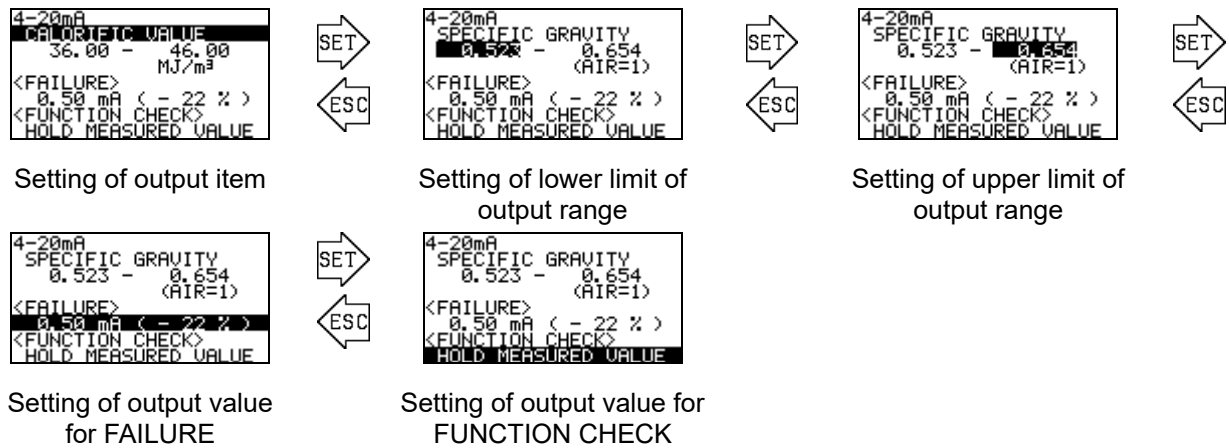 4-20mA
CALORIFIC VALUE
36.00 - 46.00
MJ/m³
<FAILURE>
0.50 mA ( - 22 % )
<FUNCTION CHECK>
HOLD MEASURED VALUE
Setting of output item
SET
ESC
4-20mA
SPECIFIC GRAVITY
0.523 - 0.654
(AIR=1)
<FAILURE>
0.50 mA ( - 22 % )
<FUNCTION CHECK>
HOLD MEASURED VALUE
Setting of lower limit of
output range
SET
ESC
4-20mA
SPECIFIC GRAVITY
0.523 - 0.654
(AIR=1)
<FAILURE>
0.50 mA ( - 22 % )
<FUNCTION CHECK>
HOLD MEASURED VALUE
Setting of upper limit of
output range
SET
ESC
4-20mA
SPECIFIC GRAVITY
0.523 - 0.654
(AIR=1)
<FAILURE>
0.50 mA ( - 22 % )
<FUNCTION CHECK>
HOLD MEASURED VALUE
Setting of output value
for FAILURE
SET
ESC
4-20mA
SPECIFIC GRAVITY
0.523 - 0.654
(AIR=1)
<FAILURE>
0.50 mA ( - 22 % )
<FUNCTION CHECK>
HOLD MEASURED VALUE
Setting of output value for
FUNCTION CHECK